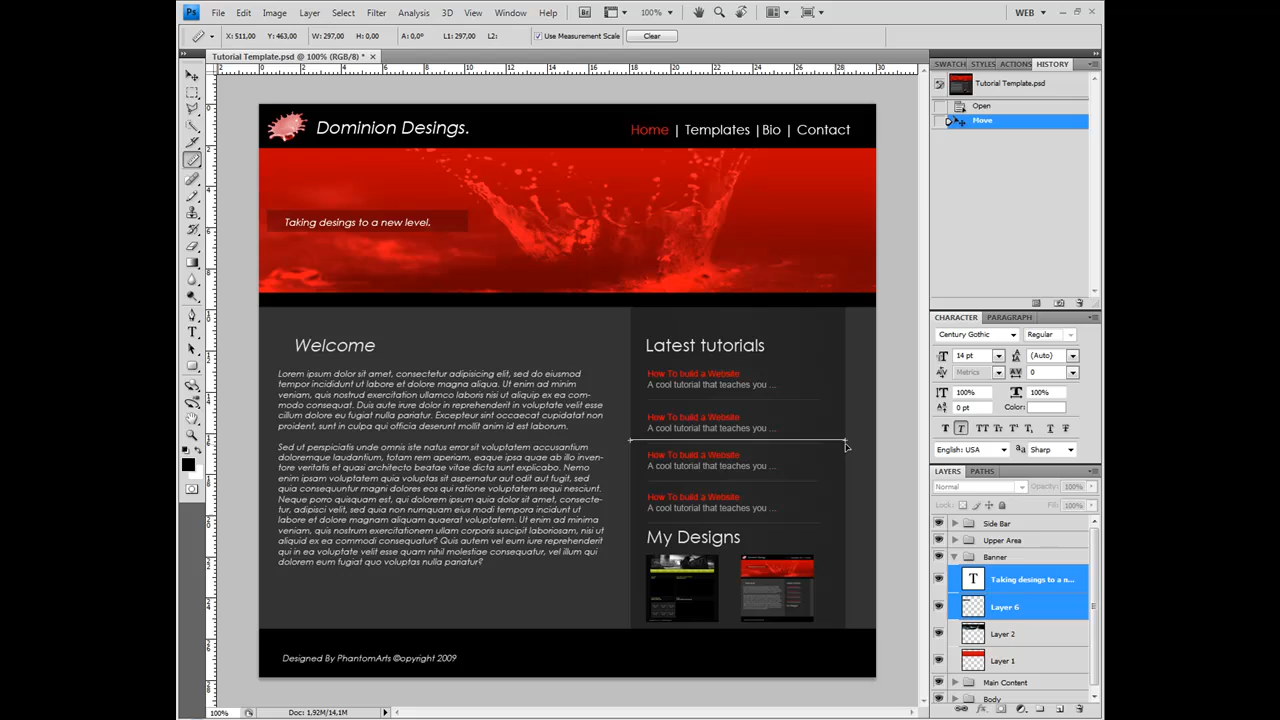 Ps File Edit Image Layer Select Filter Analysis 3D View Window Help Br 100% WEB
X: 511,00 Y: 463,00 W: 297,00 H: 0,00 A: 0,0° L1: 297,00 L2: Use Measurement Scale Clear
Tutorial Template.psd @ 100% (RGB/8) * ×
0 2 4 6 8 10 12 14 16 18 20 22 24 26 28 30
Dominion Desings.
Home | Templates |Bio | Contact
Taking desings to a new level.
Welcome
Lorem ipsum dolor sit amet, consectetur adipisicing elit, sed do eiusmod
tempor incididunt ut labore et dolore magna aliqua. Ut enim ad minim
veniam, quis nostrud exercitation ullamco laboris nisi ut aliquip ex ea com-
modo consequat. Duis aute irure dolor in reprehenderit in voluptate velit esse
cillum dolore eu fugiat nulla pariatur. Excepteur sint occaecat cupidatat non
proident, sunt in culpa qui officia deserunt mollit anim id est laborum.
Sed ut perspiciatis unde omnis iste natus error sit voluptatem accusantium
doloremque laudantium, totam rem aperiam, eaque ipsa quae ab illo inven-
tore veritatis et quasi architecto beatae vitae dicta sunt explicabo. Nemo
enim ipsam voluptatem quia voluptas sit aspernatur aut odit aut fugit, sed
quia consequuntur magni dolores eos qui ratione voluptatem sequi nesciunt.
Neque porro quisquam est, qui dolorem ipsum quia dolor sit amet, consecte-
tur, adipisci velit, sed quia non numquam eius modi tempora incidunt ut
labore et dolore magnam aliquam quaerat voluptatem. Ut enim ad minima
veniam, quis nostrum exercitationem ullam corporis suscipit laboriosam, nisi ut
aliquid ex ea commodi consequatur? Quis autem vel eum iure reprehenderit
qui in ea voluptate velit esse quam nihil molestiae consequatur, vel illum qui
dolorem eum fugiat quo voluptas nulla pariatur?
Latest tutorials
How To build a Website
A cool tutorial that teaches you ...
How To build a Website
A cool tutorial that teaches you ...
How To build a Website
A cool tutorial that teaches you ...
How To build a Website
A cool tutorial that teaches you ...
My Designs
Designed By PhantomArts ©opyright 2009
100% Doc: 1,92M/14,1M
SWATCH STYLES ACTIONS HISTORY
Tutorial Template.psd
Open
Move
CHARACTER PARAGRAPH
Century Gothic Regular
14 pt (Auto)
Metrics 0
100% 100%
0 pt Color:
English: USA Sharp
LAYERS PATHS
Normal Opacity: 100%
Lock: Fill: 100%
Side Bar
Upper Area
Banner
T Taking desings to a n...
Layer 6
Layer 2
Layer 1
Main Content
Body